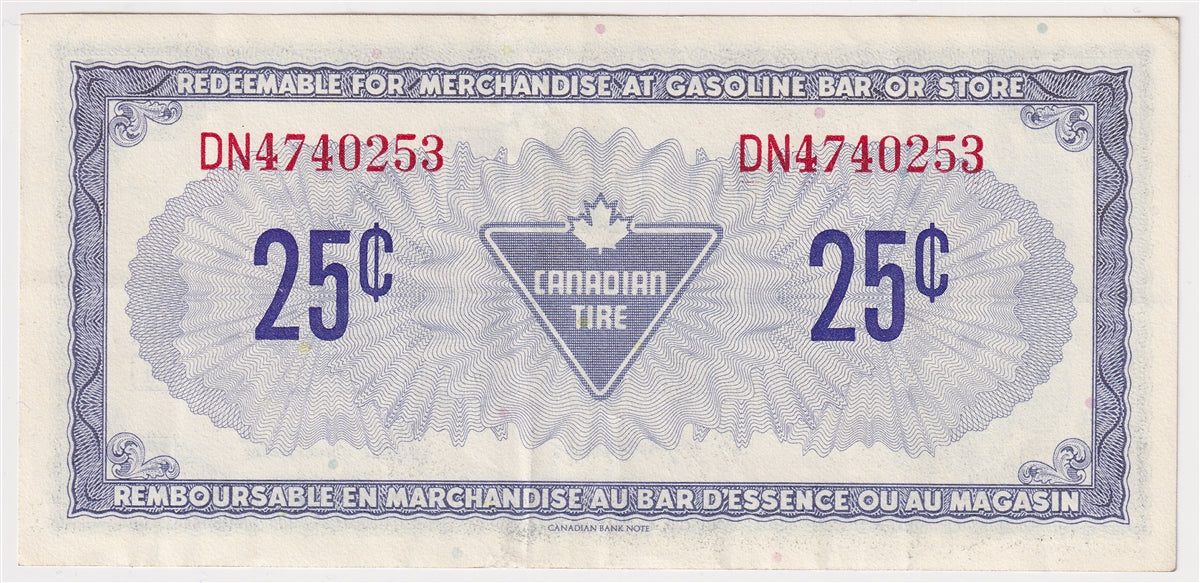 REDEEMABLE FOR MERCHANDISE AT GASOLINE BAR OR STORE
DN4740253 DN4740253
25¢ 25¢
CANADIAN
TIRE
REMBOURSABLE EN MARCHANDISE AU BAR D'ESSENCE OU AU MAGASIN
CANADIAN BANK NOTE